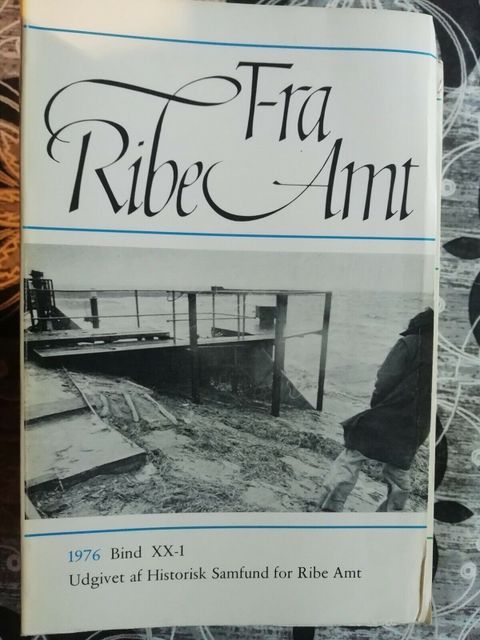 Fra
Ribe Amt
1976 Bind XX-1
Udgivet af Historisk Samfund for Ribe Amt